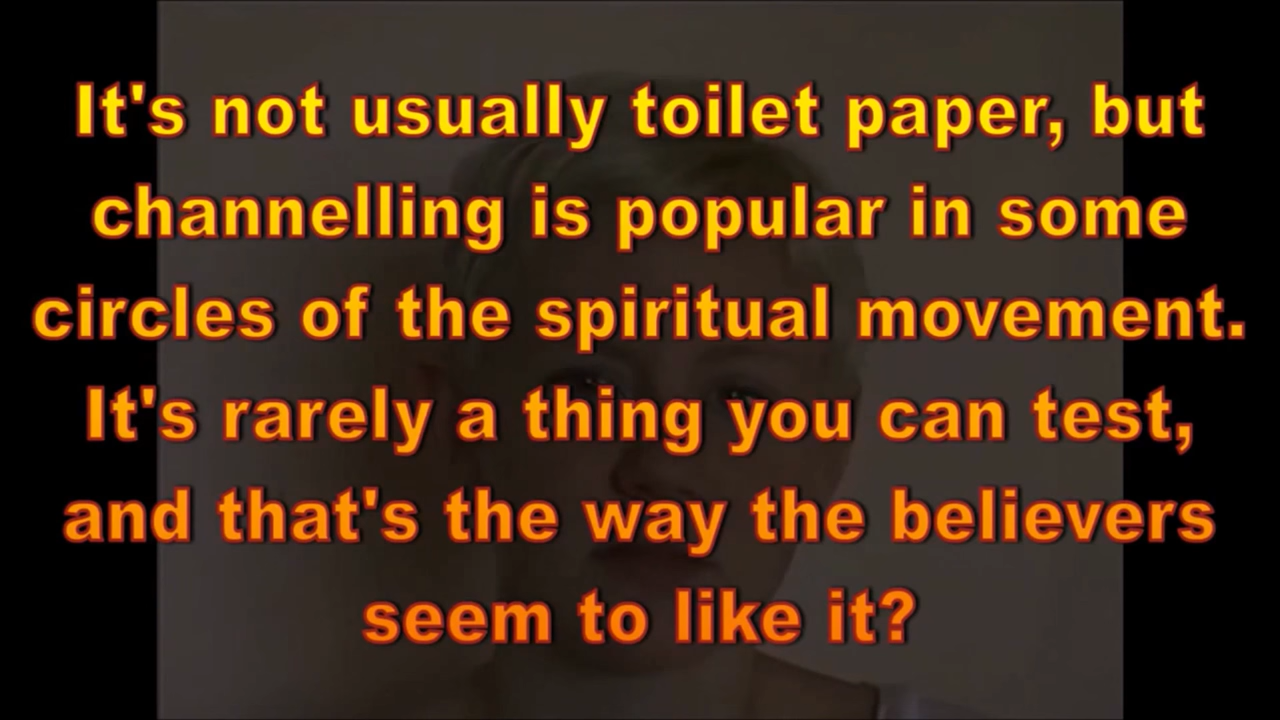 It's not usually toilet paper, but
channelling is popular in some
circles of the spiritual movement.
It's rarely a thing you can test,
and that's the way the believers
seem to like it?